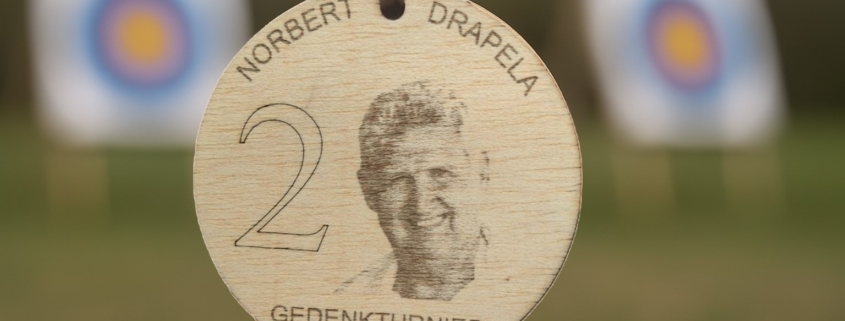 NORBERT DRAPELA
2
GEDENKTURNIER